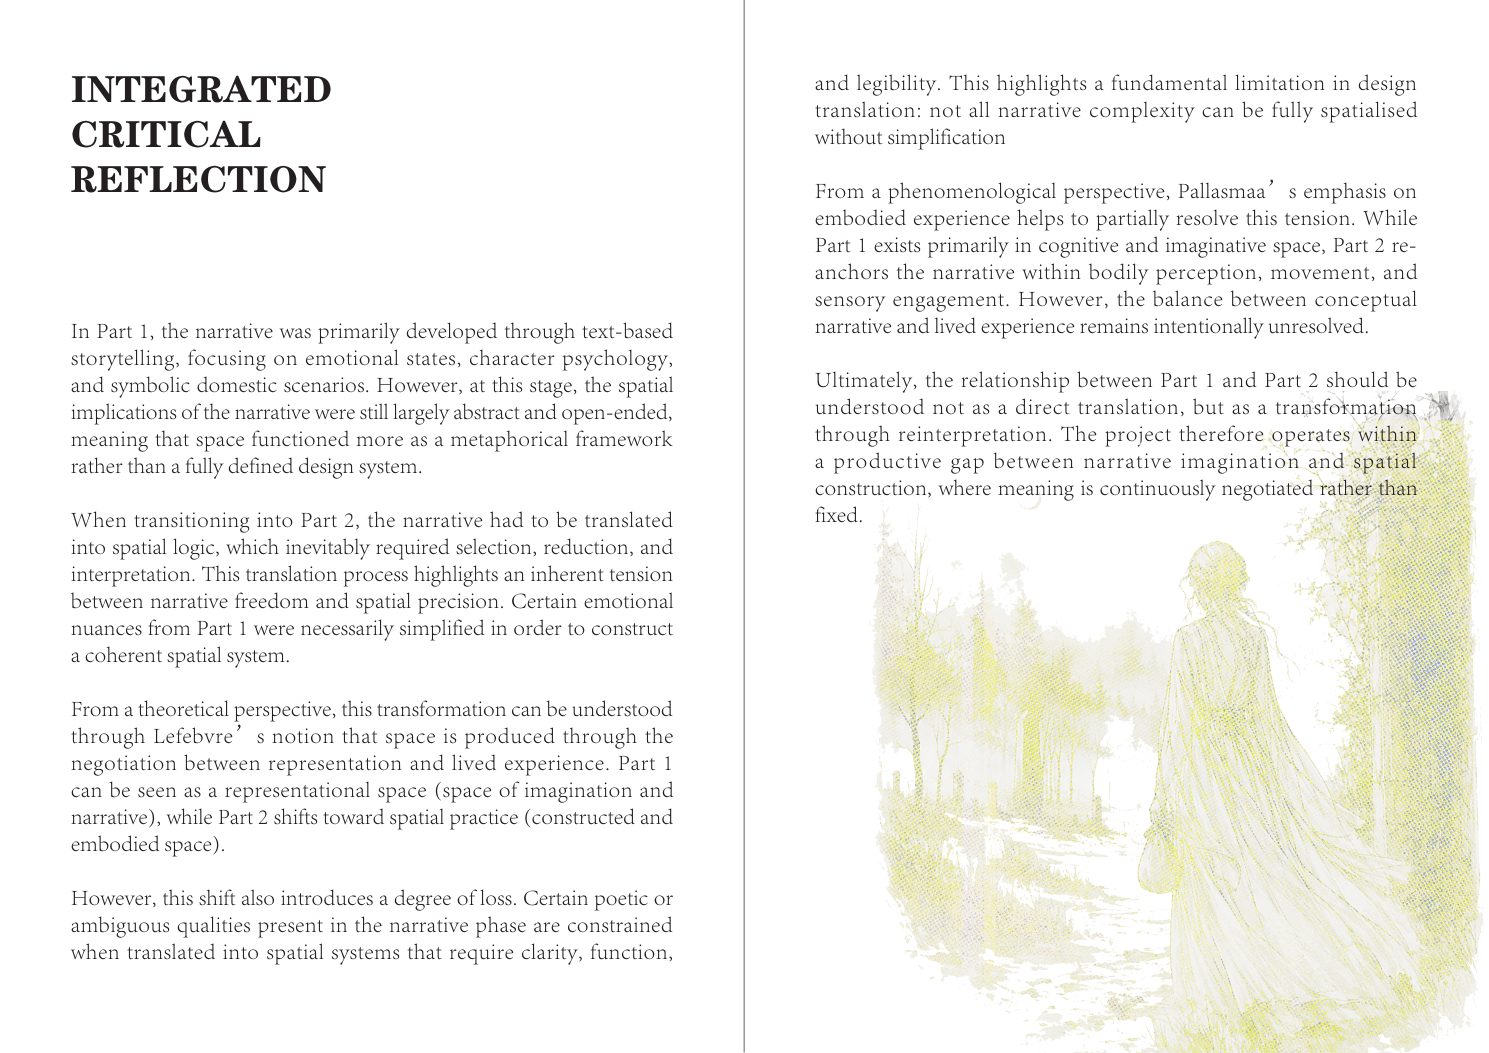 INTEGRATED
CRITICAL
REFLECTION
In Part 1, the narrative was primarily developed through text-based
storytelling, focusing on emotional states, character psychology,
and symbolic domestic scenarios. However, at this stage, the spatial
implications of the narrative were still largely abstract and open-ended,
meaning that space functioned more as a metaphorical framework
rather than a fully defined design system.
When transitioning into Part 2, the narrative had to be translated
into spatial logic, which inevitably required selection, reduction, and
interpretation. This translation process highlights an inherent tension
between narrative freedom and spatial precision. Certain emotional
nuances from Part 1 were necessarily simplified in order to construct
a coherent spatial system.
From a theoretical perspective, this transformation can be understood
through Lefebvre’s notion that space is produced through the
negotiation between representation and lived experience. Part 1
can be seen as a representational space (space of imagination and
narrative), while Part 2 shifts toward spatial practice (constructed and
embodied space).
However, this shift also introduces a degree of loss. Certain poetic or
ambiguous qualities present in the narrative phase are constrained
when translated into spatial systems that require clarity, function,
and legibility. This highlights a fundamental limitation in design
translation: not all narrative complexity can be fully spatialised
without simplification
From a phenomenological perspective, Pallasmaa’s emphasis on
embodied experience helps to partially resolve this tension. While
Part 1 exists primarily in cognitive and imaginative space, Part 2 re-
anchors the narrative within bodily perception, movement, and
sensory engagement. However, the balance between conceptual
narrative and lived experience remains intentionally unresolved.
Ultimately, the relationship between Part 1 and Part 2 should be
understood not as a direct translation, but as a transformation
through reinterpretation. The project therefore operates within
a productive gap between narrative imagination and spatial
construction, where meaning is continuously negotiated rather than
fixed.